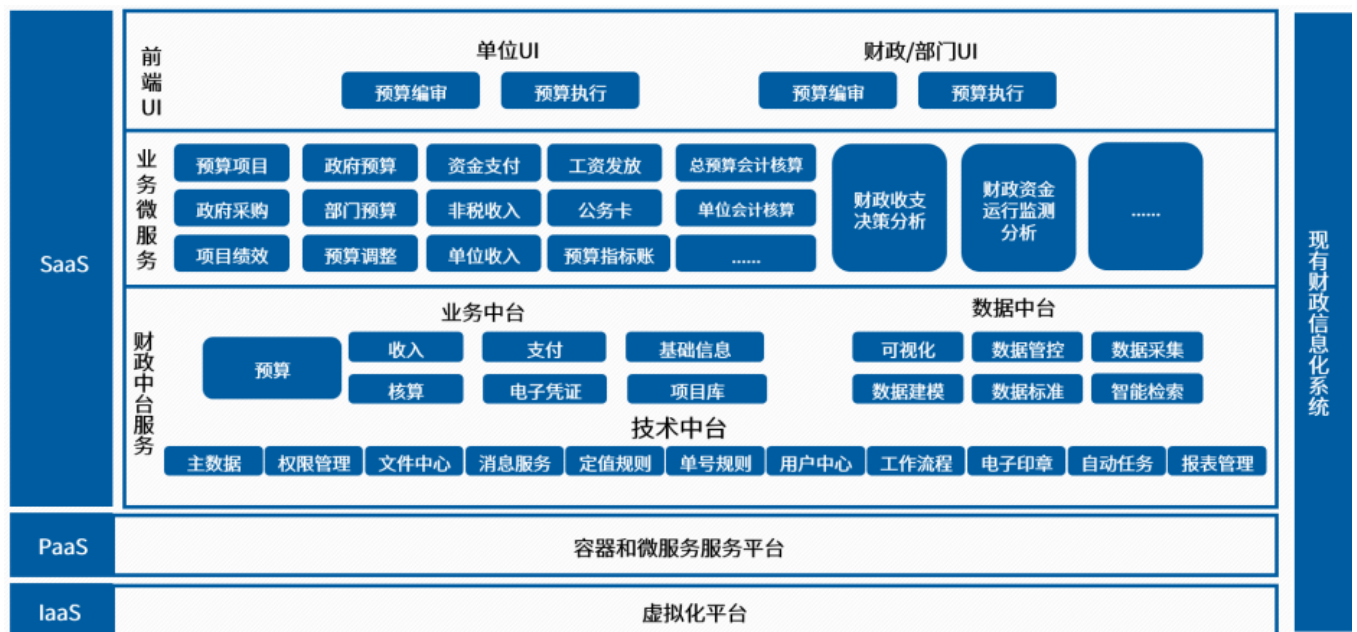 SaaS
前
端
UI
单位UI
财政/部门UI
预算编审
预算执行
预算编审
预算执行
业
务
微
服
务
预算项目
政府预算
资金支付
工资发放
总预算会计核算
政府采购
部门预算
非税收入
公务卡
单位会计核算
项目绩效
预算调整
单位收入
预算指标账
......
财政收支
决策分析
财政资金
运行监测
分析
......
财
政
中
台
服
务
业务中台
预算
收入
支付
基础信息
核算
电子凭证
项目库
数据中台
可视化
数据管控
数据采集
数据建模
数据标准
智能检索
技术中台
主数据
权限管理
文件中心
消息服务
定值规则
单号规则
用户中心
工作流程
电子印章
自动任务
报表管理
PaaS
容器和微服务服务平台
IaaS
虚拟化平台
现
有
财
政
信
息
化
系
统